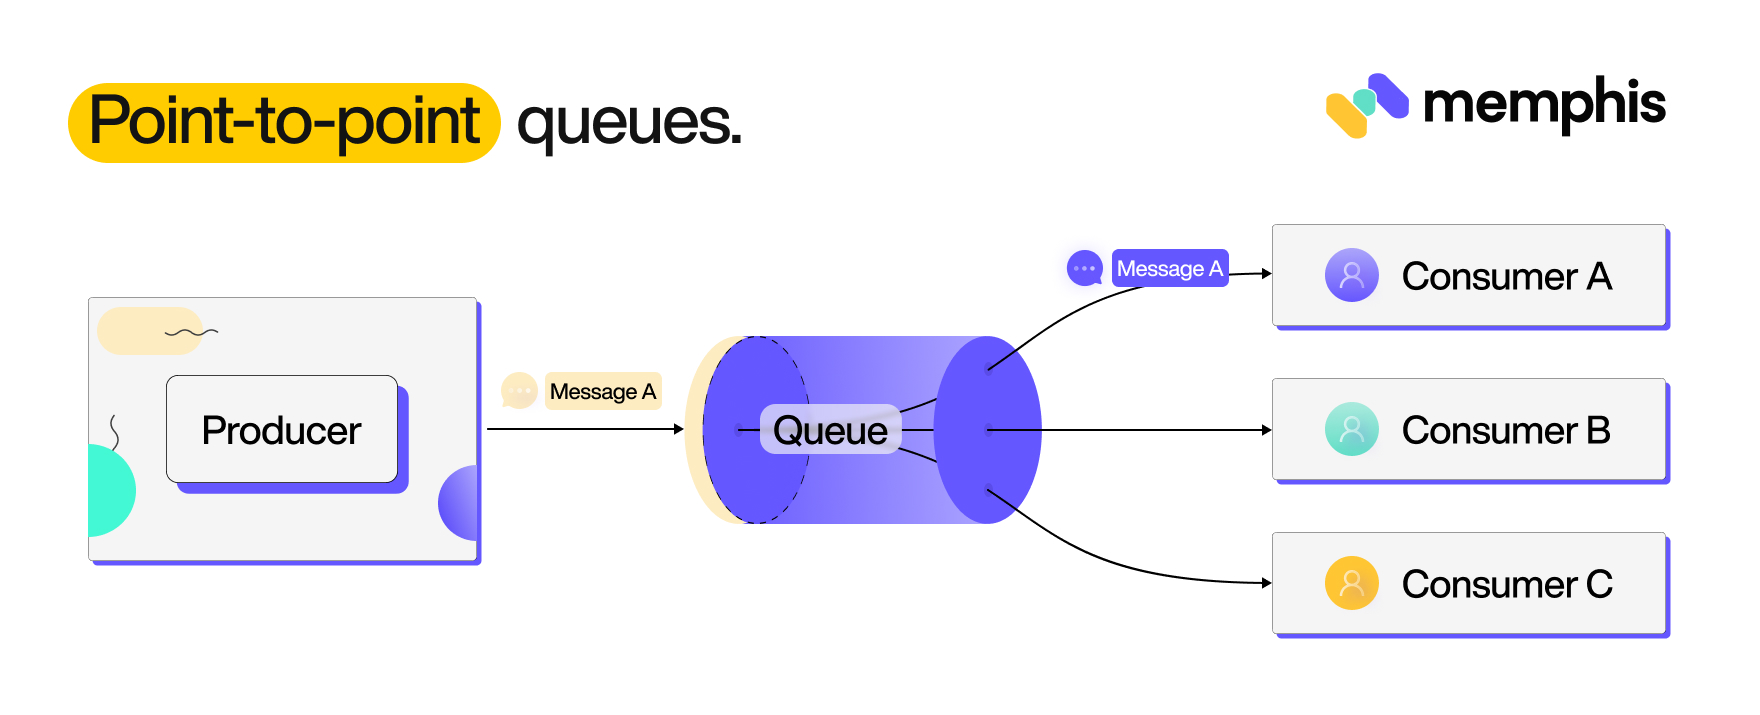 Point-to-point queues.
memphis
Message A
Consumer A
Producer
Message A
Queue
Consumer B
Consumer C